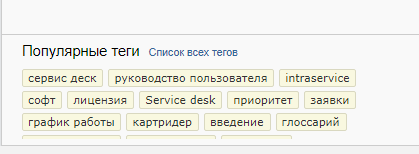 Популярные теги Список всех тегов
сервис деск руководство пользователя intraservice
софт лицензия Service desk приоритет заявки
график работы картридер введение глоссарий